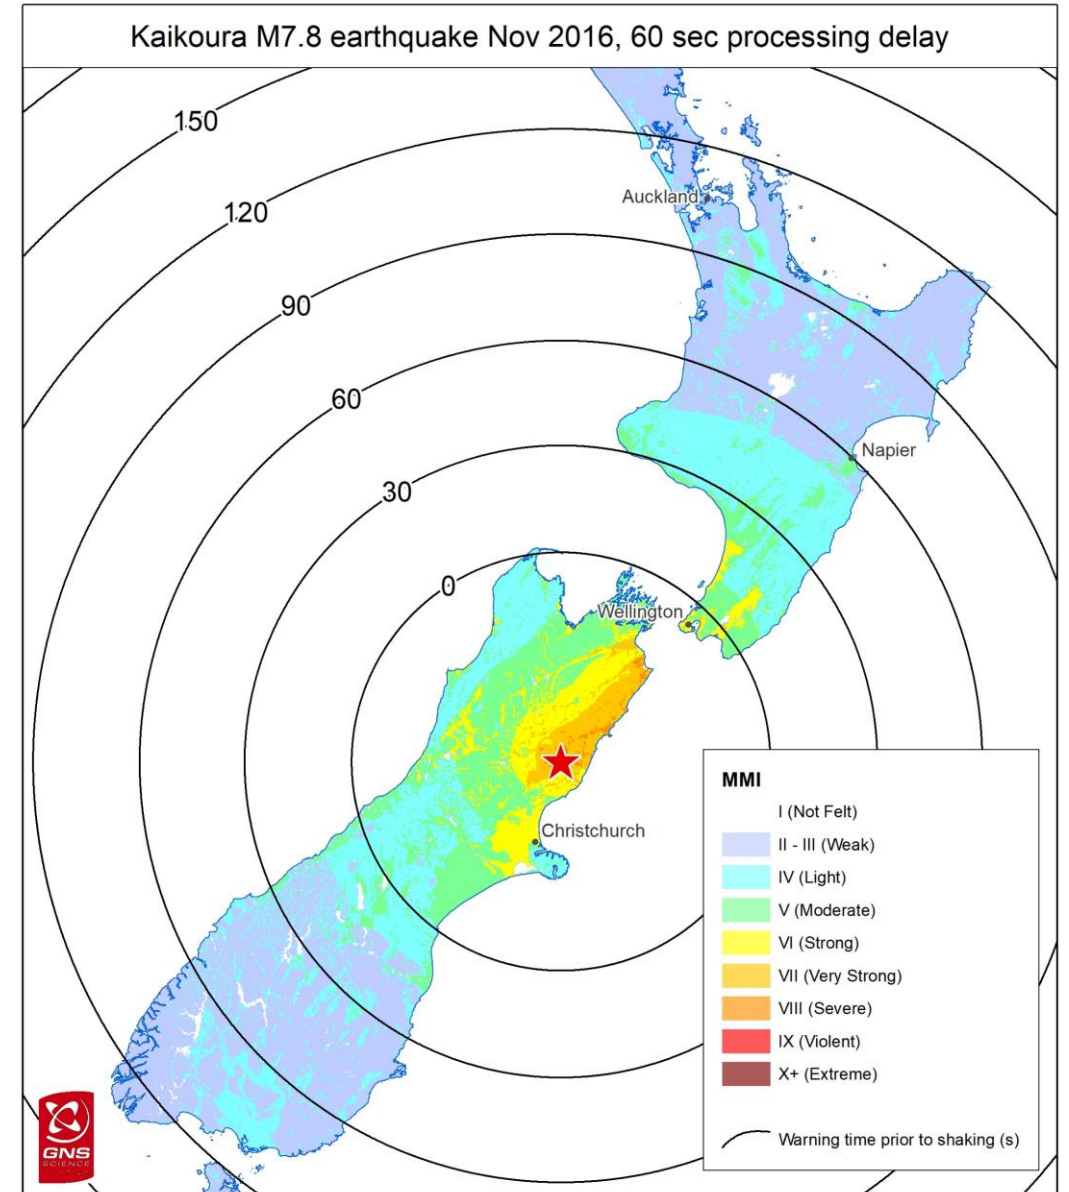 Kaikoura M7.8 earthquake Nov 2016, 60 sec processing delay
150
Auckland
120
90
60
Napier
30
0
Wellington
Christchurch
MMI
I (Not Felt)
II - III (Weak)
IV (Light)
V (Moderate)
VI (Strong)
VII (Very Strong)
VIII (Severe)
IX (Violent)
X+ (Extreme)
Warning time prior to shaking (s)
GNS
SCIENCE